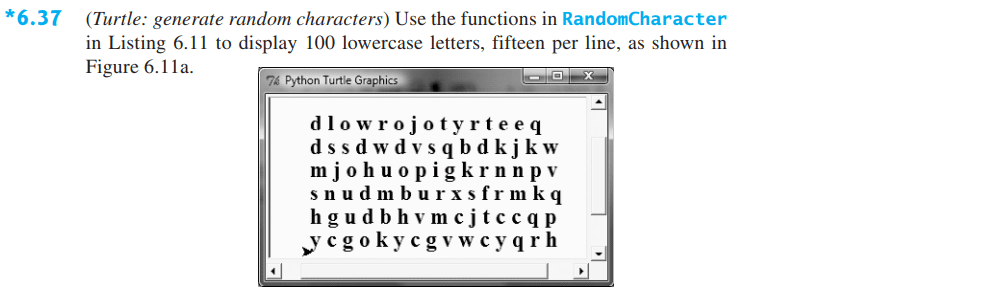 *6.37 (Turtle: generate random characters) Use the functions in RandomCharacter
in Listing 6.11 to display 100 lowercase letters, fifteen per line, as shown in
Figure 6.11a.
76 Python Turtle Graphics
d l o w r o j o t y r t e e q
d s s d w d v s q b d k j k w
m j o h u o p i g k r n n p v
s n u d m b u r x s f r m k q
h g u d b h v m c j t c c q p
y c g o k y c g v w c y q r h